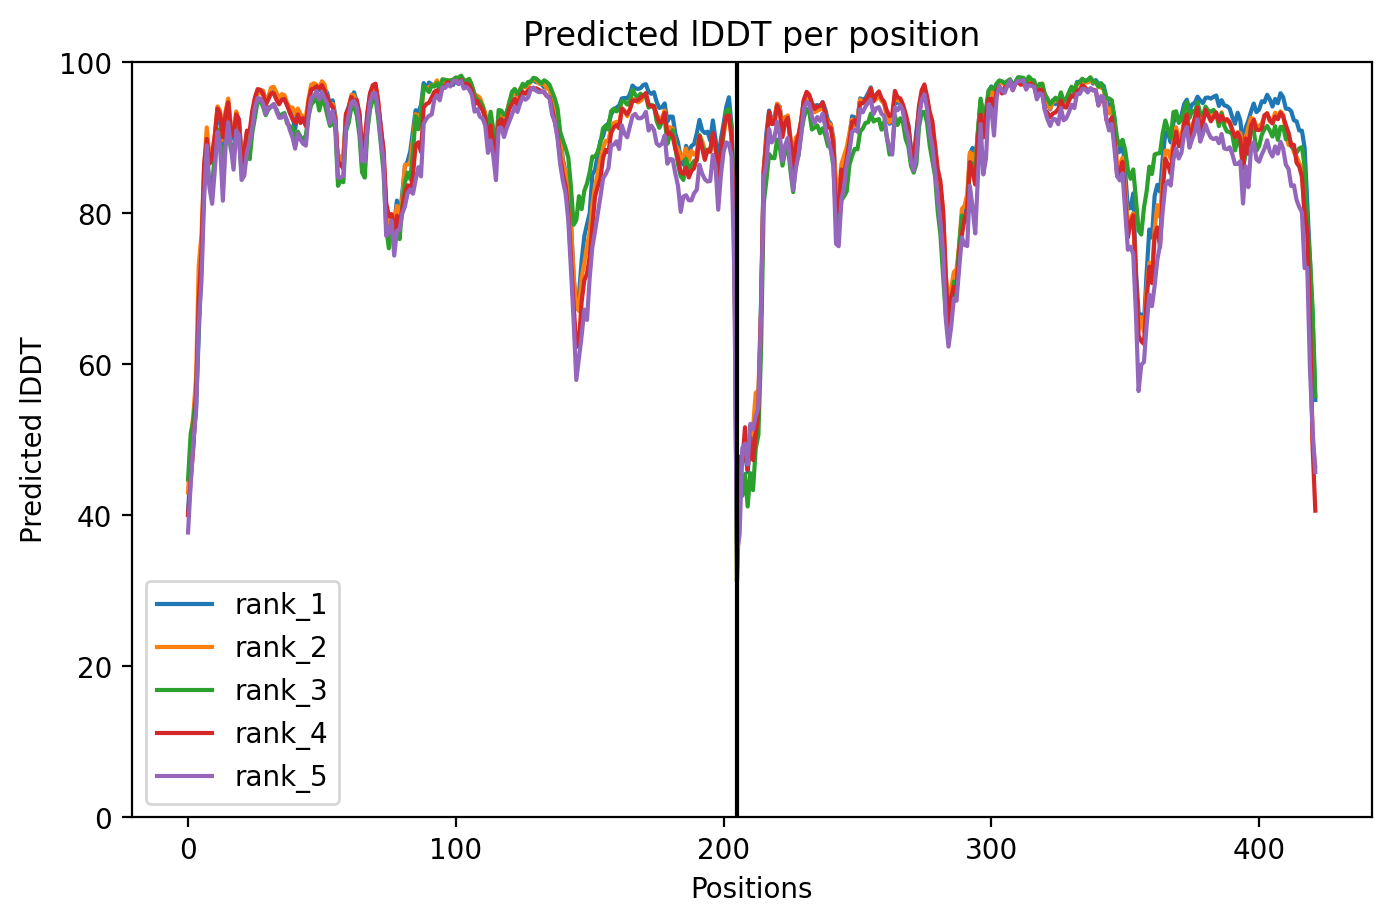 Predicted lDDT per position
Predicted lDDT
100
80
60
40
20
0
rank_1
rank_2
rank_3
rank_4
rank_5
0
100
200
300
400
Positions